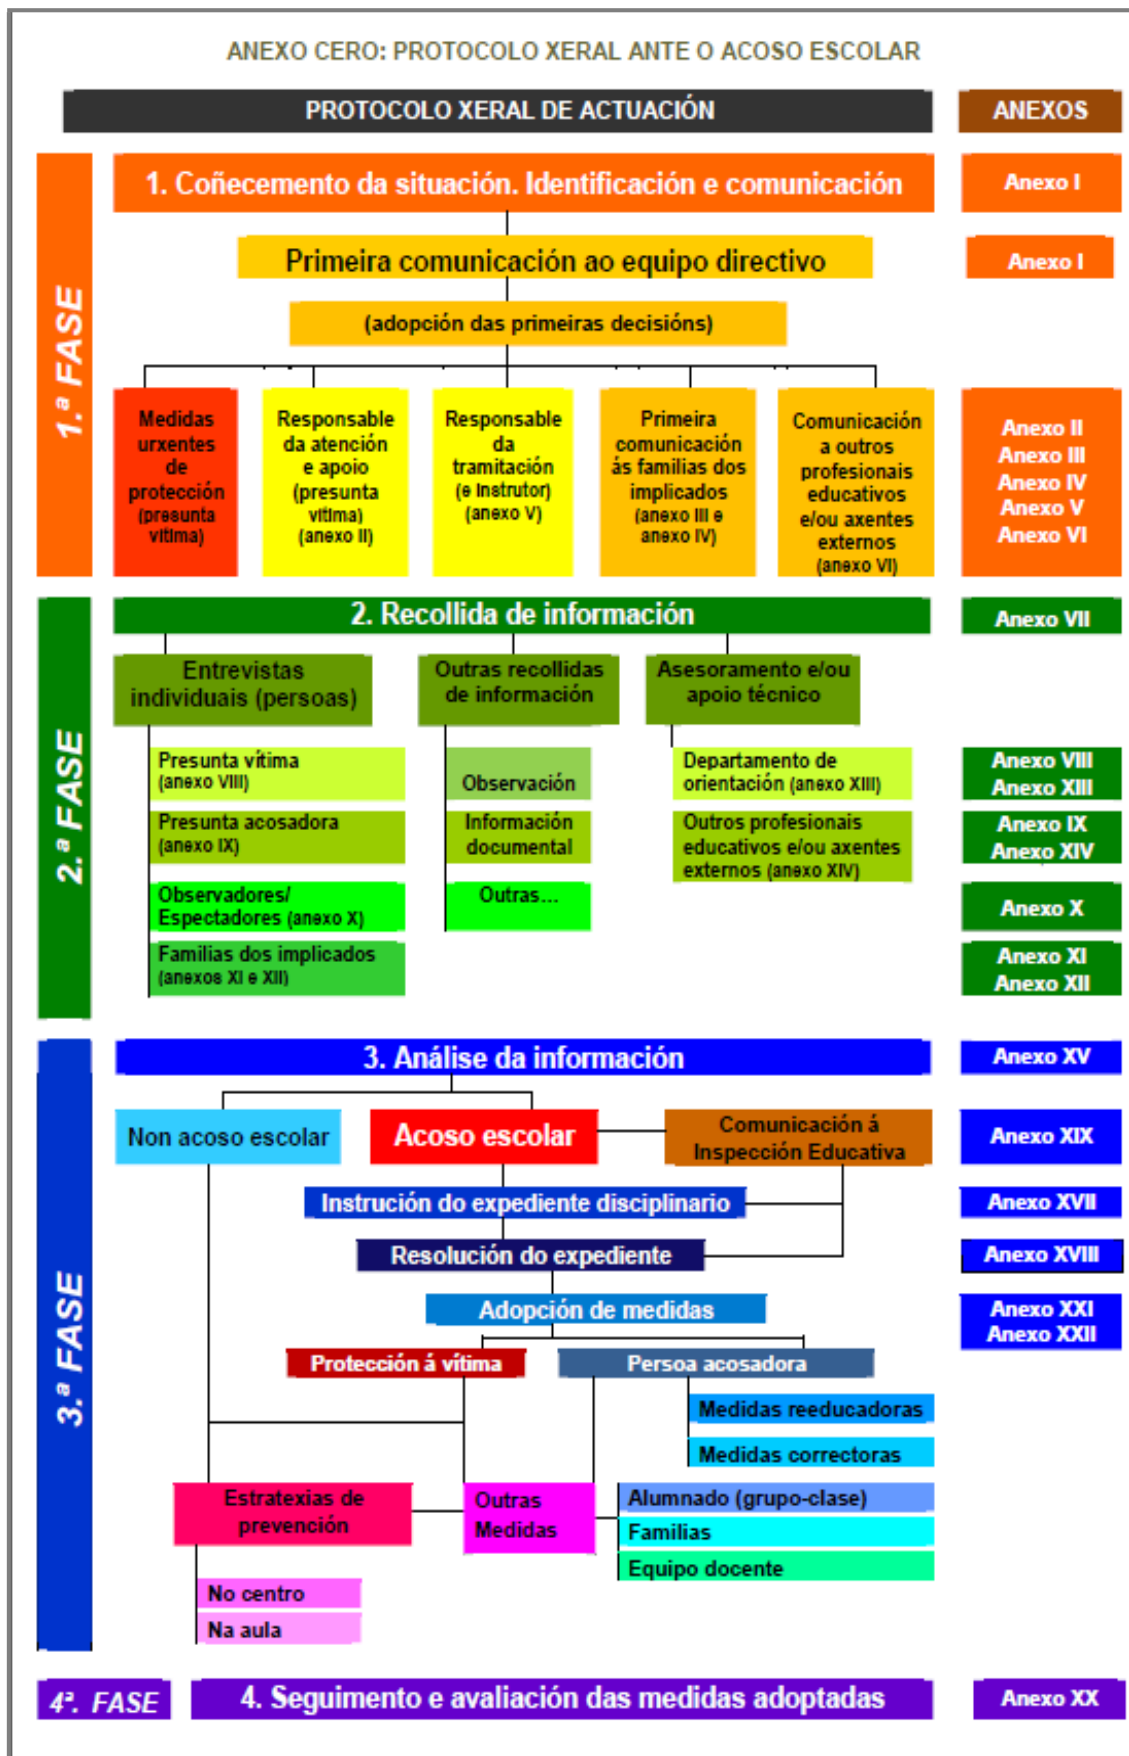 ANEXO CERO: PROTOCOLO XERAL ANTE O ACOSO ESCOLAR
PROTOCOLO XERAL DE ACTUACIÓN
ANEXOS
1.ª FASE
1. Coñecemento da situación. Identificación e comunicación
Anexo I
Primeira comunicación ao equipo directivo
Anexo I
(adopción das primeiras decisións)
Medidas
urxentes
de
protección
(presunta
vítima)
Responsable
da atención
e apoio
(presunta
vítima)
(anexo II)
Responsable
da
tramitación
(e Instrutor)
(anexo V)
Primeira
comunicación
ás familias dos
implicados
(anexo III e
anexo IV)
Comunicación
a outros
profesionais
educativos
e/ou axentes
externos
(anexo VI)
Anexo II
Anexo III
Anexo IV
Anexo V
Anexo VI
2.ª FASE
2. Recollida de información
Anexo VII
Entrevistas
individuais (persoas)
Outras recollidas
de información
Asesoramento e/ou
apoio técnico
Presunta vítima
(anexo VIII)
Observación
Departamento de
orientación (anexo XIII)
Anexo VIII
Anexo XIII
Presunta acosadora
(anexo IX)
Información
documental
Outros profesionais
educativos e/ou axentes
externos (anexo XIV)
Anexo IX
Anexo XIV
Observadores/
Espectadores (anexo X)
Outras...
Anexo X
Familias dos implicados
(anexos XI e XII)
Anexo XI
Anexo XII
3.ª FASE
3. Análise da información
Anexo XV
Non acoso escolar
Acoso escolar
Comunicación á
Inspección Educativa
Anexo XIX
Instrución do expediente disciplinario
Anexo XVII
Resolución do expediente
Anexo XVIII
Adopción de medidas
Anexo XXI
Anexo XXII
Protección á vítima
Persoa acosadora
Medidas reeducadoras
Medidas correctoras
Estratexias de
prevención
Outras
Medidas
Alumnado (grupo-clase)
Familias
Equipo docente
No centro
Na aula
4ª. FASE
4. Seguimento e avaliación das medidas adoptadas
Anexo XX